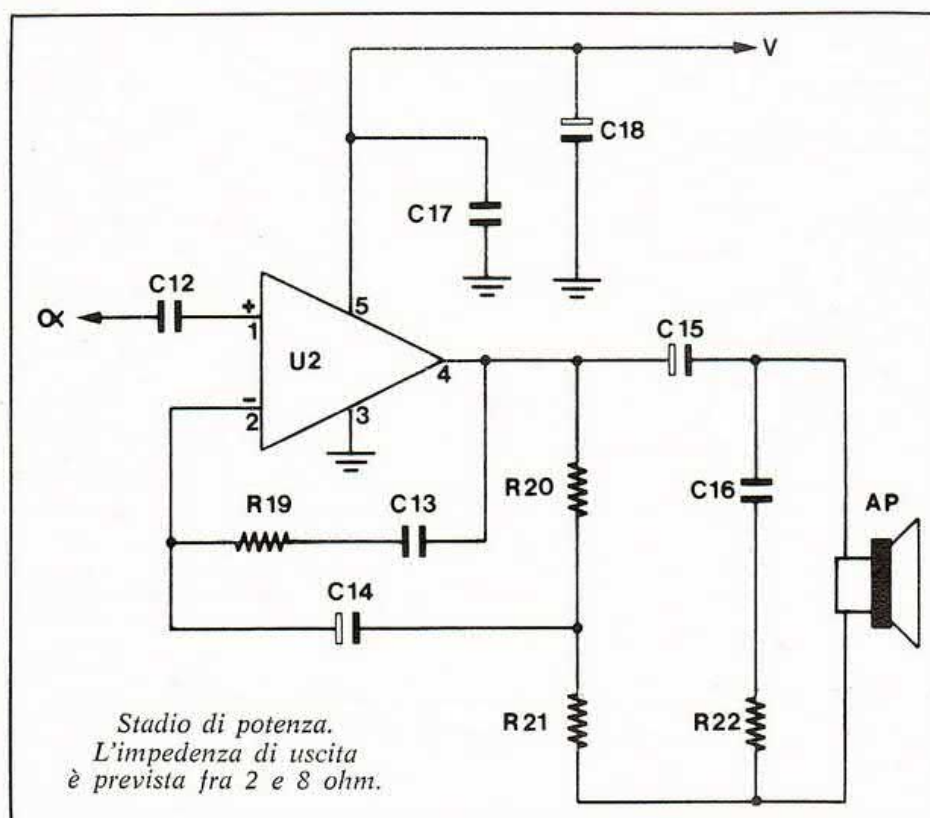 V
C18
C17
C12
α
+
1
5
U2
4
C15
-
2
3
R19
C13
R20
C16
AP
C14
R21
R22
Stadio di potenza.
L'impedenza di uscita
è prevista fra 2 e 8 ohm.